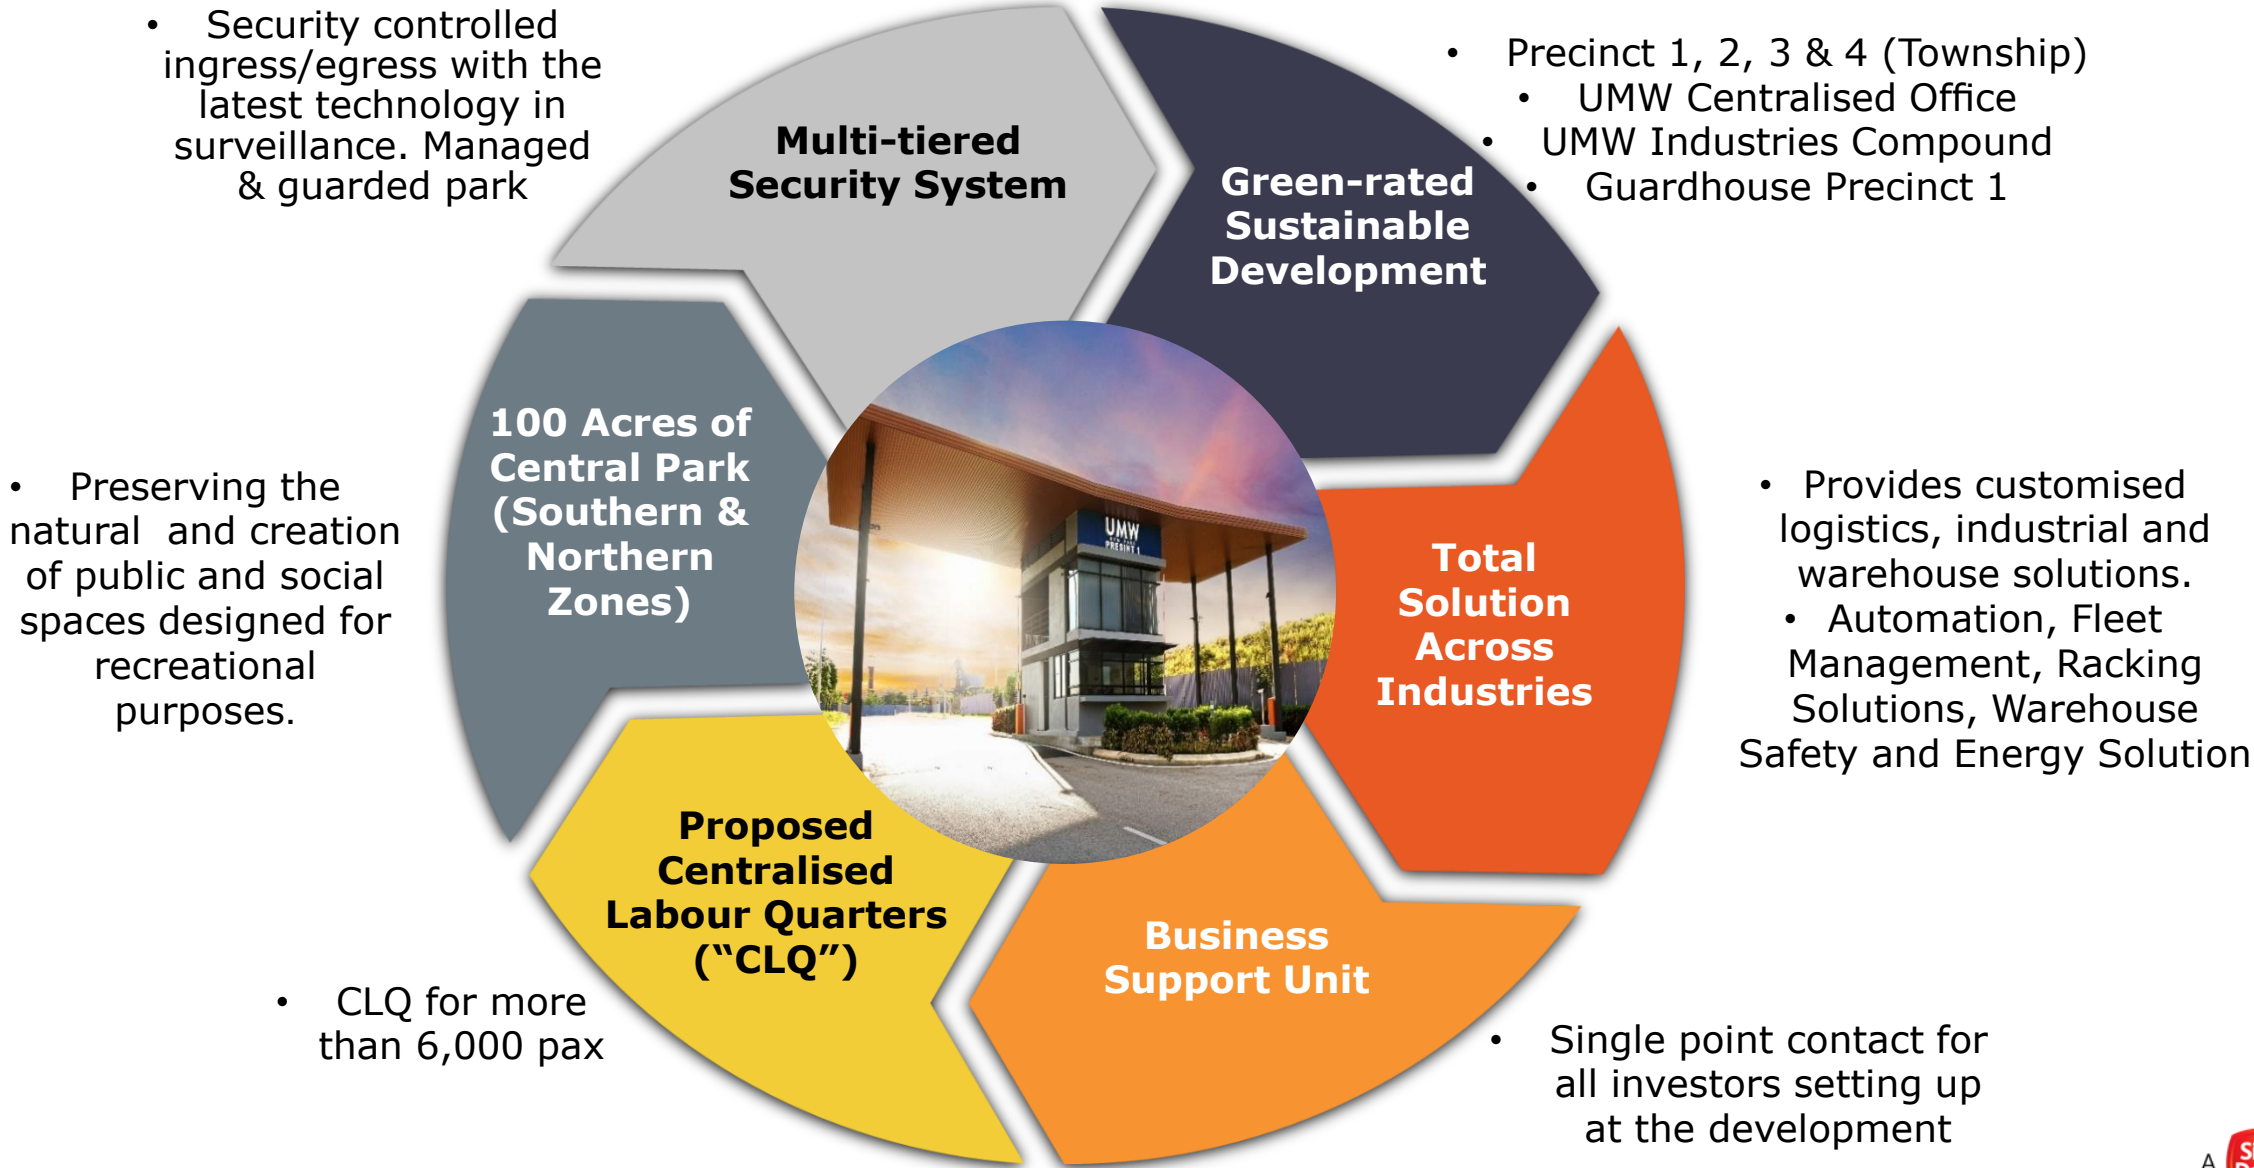 • Security controlled
ingress/egress with the
latest technology in
surveillance. Managed
& guarded park
Multi-tiered
Security System
Green-rated
Sustainable
Development
• Precinct 1, 2, 3 & 4 (Township)
• UMW Centralised Office
• UMW Industries Compound
• Guardhouse Precinct 1
100 Acres of
Central Park
(Southern &
Northern
Zones)
• Preserving the
natural  and creation
of public and social
spaces designed for
recreational
purposes.
UMW
PRECINT 1
Total
Solution
Across
Industries
• Provides customised
logistics, industrial and
warehouse solutions.
• Automation, Fleet
Management, Racking
Solutions, Warehouse
Safety and Energy Solution
Proposed
Centralised
Labour Quarters
(“CLQ”)
• CLQ for more
than 6,000 pax
Business
Support Unit
• Single point contact for
all investors setting up
at the development
A